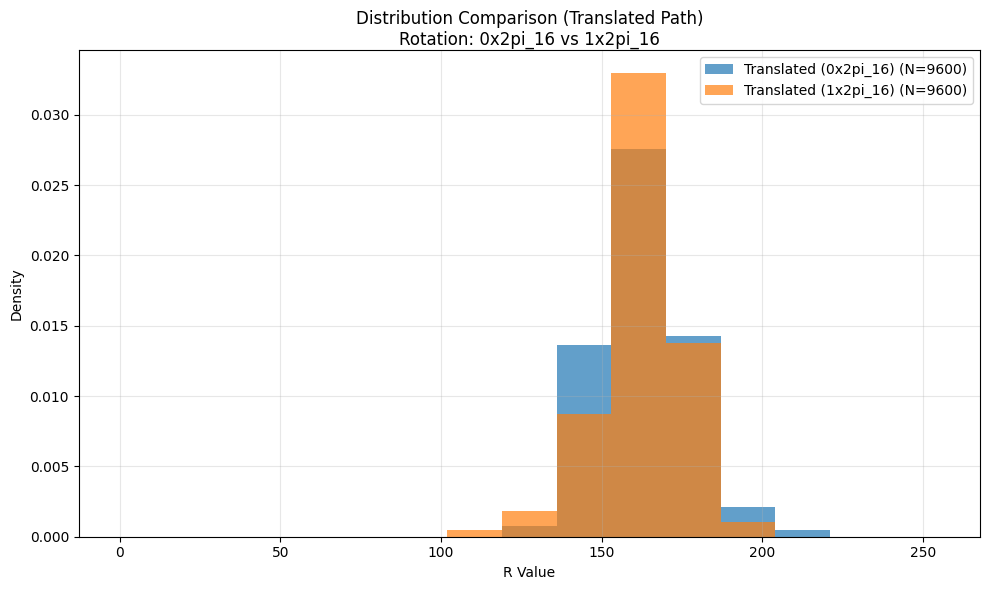 Distribution Comparison (Translated Path)
Rotation: 0x2pi_16 vs 1x2pi_16
Translated (0x2pi_16) (N=9600)
Translated (1x2pi_16) (N=9600)
0.030
0.025
0.020
0.015
0.010
0.005
0.000
Density
0 50 100 150 200 250
R Value